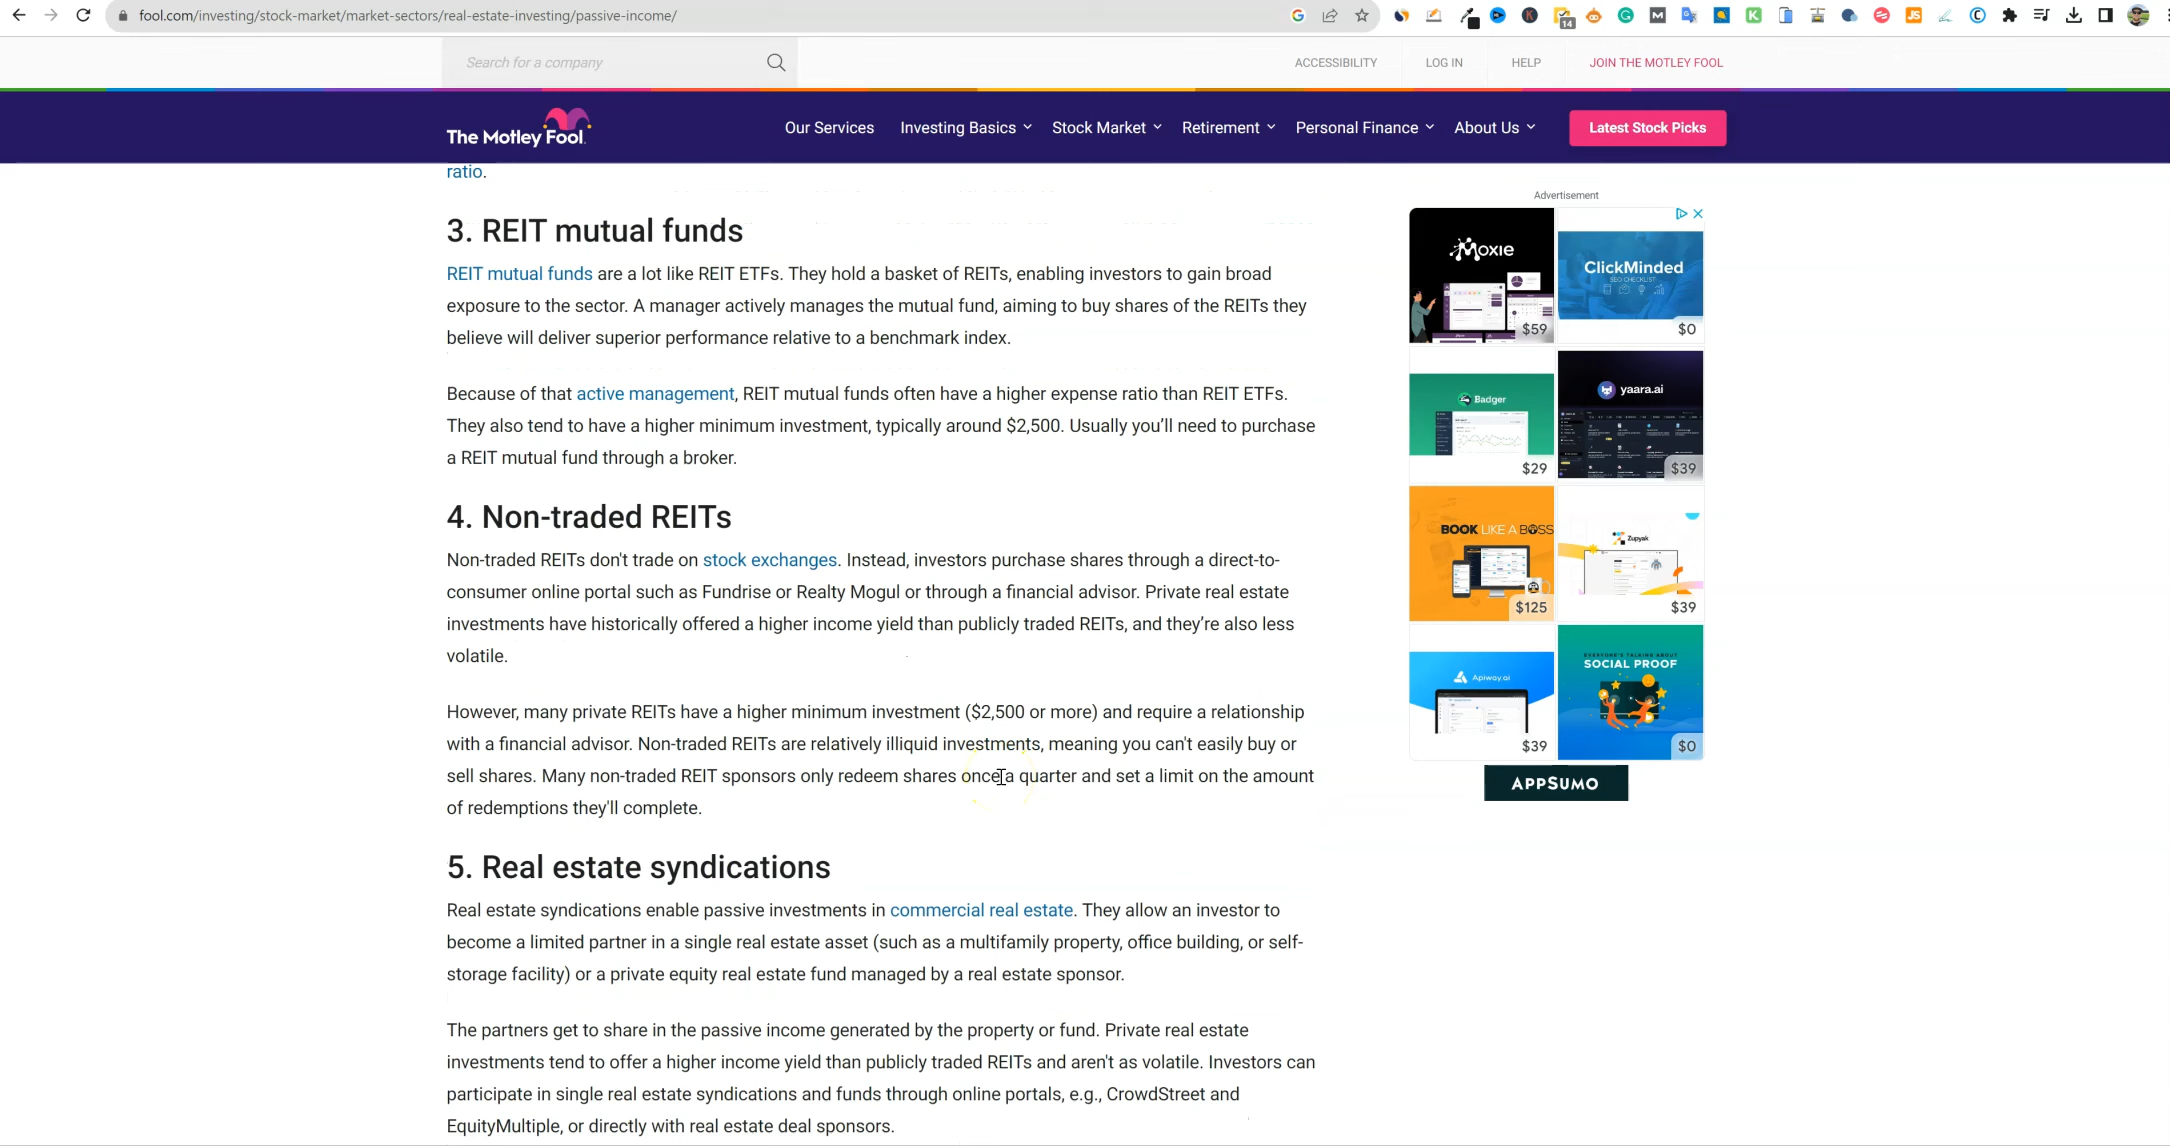 fool.com/investing/stock-market/market-sectors/real-estate-investing/passive-income/
14
Search for a company
ACCESSIBILITY
LOG IN
HELP
JOIN THE MOTLEY FOOL
The Motley Fool.
Our Services
Investing Basics
Stock Market
Retirement
Personal Finance
About Us
Latest Stock Picks
ratio.
3. REIT mutual funds
REIT mutual funds are a lot like REIT ETFs. They hold a basket of REITs, enabling investors to gain broad
exposure to the sector. A manager actively manages the mutual fund, aiming to buy shares of the REITs they
believe will deliver superior performance relative to a benchmark index.
Because of that active management, REIT mutual funds often have a higher expense ratio than REIT ETFs.
They also tend to have a higher minimum investment, typically around $2,500. Usually you’ll need to purchase
a REIT mutual fund through a broker.
4. Non-traded REITs
Non-traded REITs don't trade on stock exchanges. Instead, investors purchase shares through a direct-to-
consumer online portal such as Fundrise or Realty Mogul or through a financial advisor. Private real estate
investments have historically offered a higher income yield than publicly traded REITs, and they’re also less
volatile.
However, many private REITs have a higher minimum investment ($2,500 or more) and require a relationship
with a financial advisor. Non-traded REITs are relatively illiquid investments, meaning you can't easily buy or
sell shares. Many non-traded REIT sponsors only redeem shares once a quarter and set a limit on the amount
of redemptions they'll complete.
5. Real estate syndications
Real estate syndications enable passive investments in commercial real estate. They allow an investor to
become a limited partner in a single real estate asset (such as a multifamily property, office building, or self-
storage facility) or a private equity real estate fund managed by a real estate sponsor.
The partners get to share in the passive income generated by the property or fund. Private real estate
investments tend to offer a higher income yield than publicly traded REITs and aren't as volatile. Investors can
participate in single real estate syndications and funds through online portals, e.g., CrowdStreet and
EquityMultiple, or directly with real estate deal sponsors.
Advertisement
Moxie
$59
ClickMinded
SEO CHECKLIST
$0
Badger
$29
yaara.ai
$39
BOOK LIKE A BOSS
$125
Zupyak
$39
Apiway.ai
$39
EVERYONE'S TALKING ABOUT
SOCIAL PROOF
$0
APPSUMO